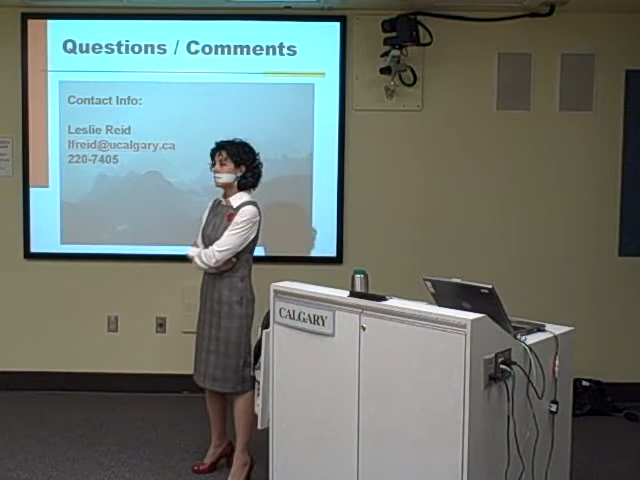 Questions / Comments
Contact Info:
Leslie Reid
lfreid@ucalgary.ca
220-7405
CALGARY